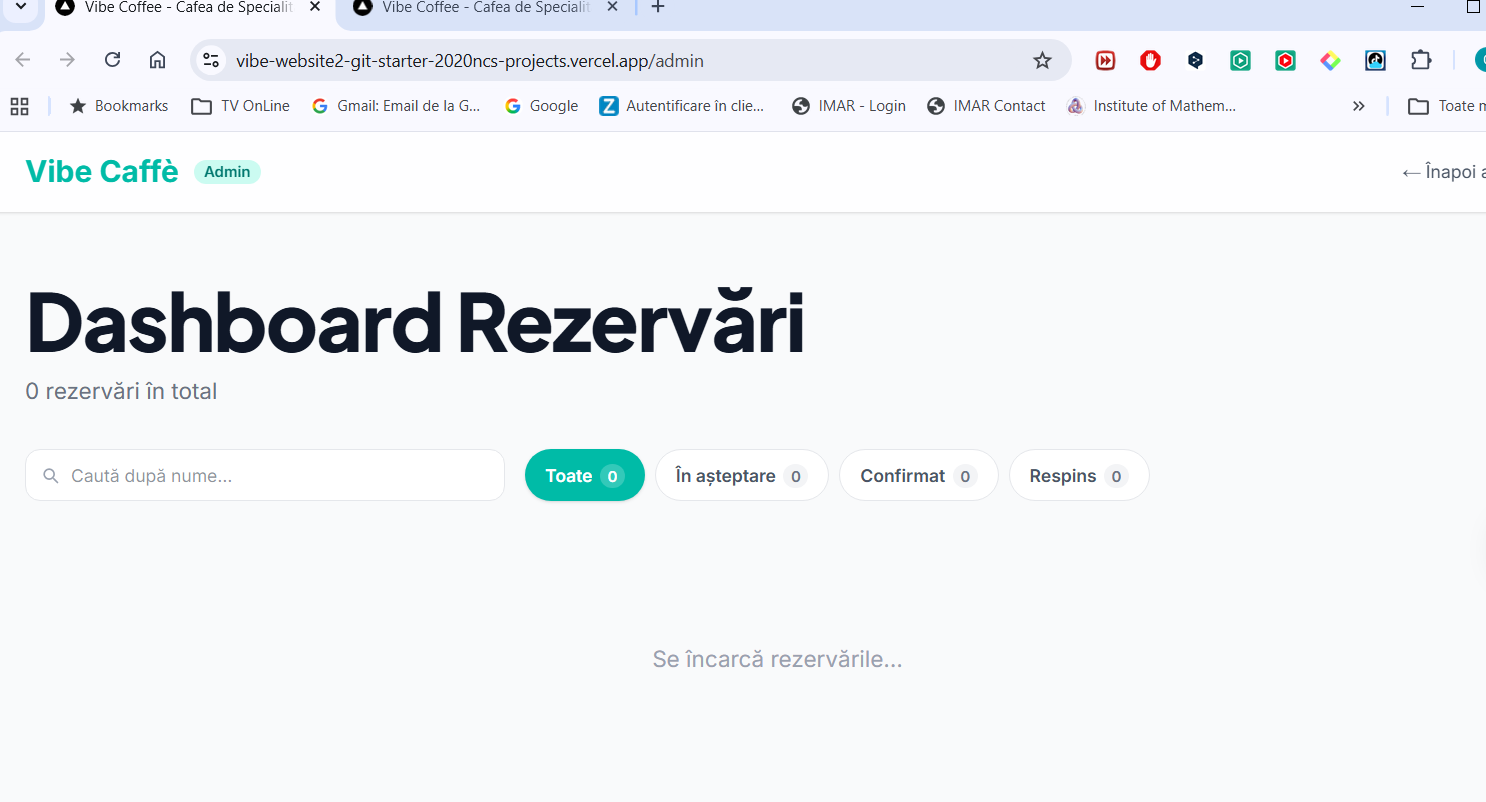 Vibe Coffee - Cafea de Specialit
Vibe Coffee - Cafea de Specialit
vibe-website2-git-starter-2020ncs-projects.vercel.app/admin
Bookmarks
TV OnLine
Gmail: Email de la G...
Google
Autentificare în clie...
IMAR - Login
IMAR Contact
Institute of Mathem...
»
Toate
Vibe Caffè
Admin
← Înapoi
Dashboard Rezervări
0 rezervări în total
Caută după nume...
Toate 0
În așteptare 0
Confirmat 0
Respins 0
Se încarcă rezervările...